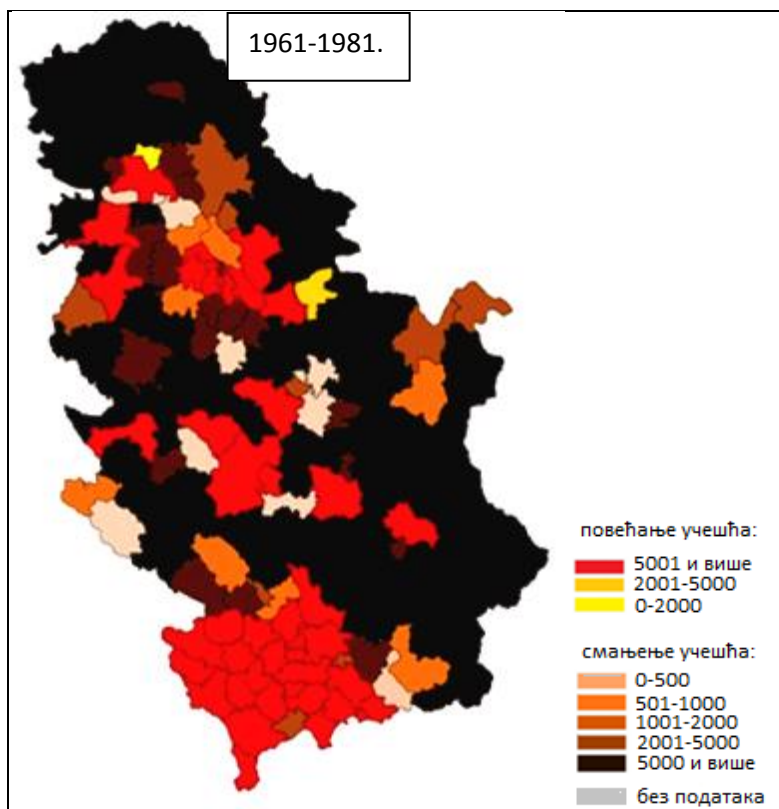 1961-1981.
повећање учешћа:
5001 и више
2001-5000
0-2000
смањење учешћа:
0-500
501-1000
1001-2000
2001-5000
5000 и више
без података